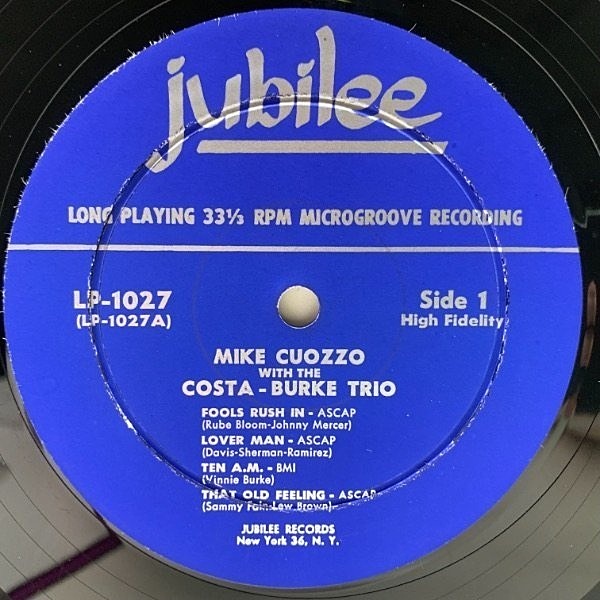 jubilee
LONG PLAYING 33⅓ RPM MICROGROOVE RECORDING
LP-1027
(LP-1027A)
Side 1
High Fidelity
MIKE CUOZZO
WITH THE
COSTA - BURKE TRIO
FOOLS RUSH IN - ASCAP
(Rube Bloom-Johnny Mercer)
LOVER MAN - ASCAP
(Davis-Sherman-Ramirez)
TEN A.M. - BMI
(Vinnie Burke)
THAT OLD FEELING - ASCAP
(Sammy Fain-Lew Brown)
JUBILEE RECORDS
New York 36, N. Y.